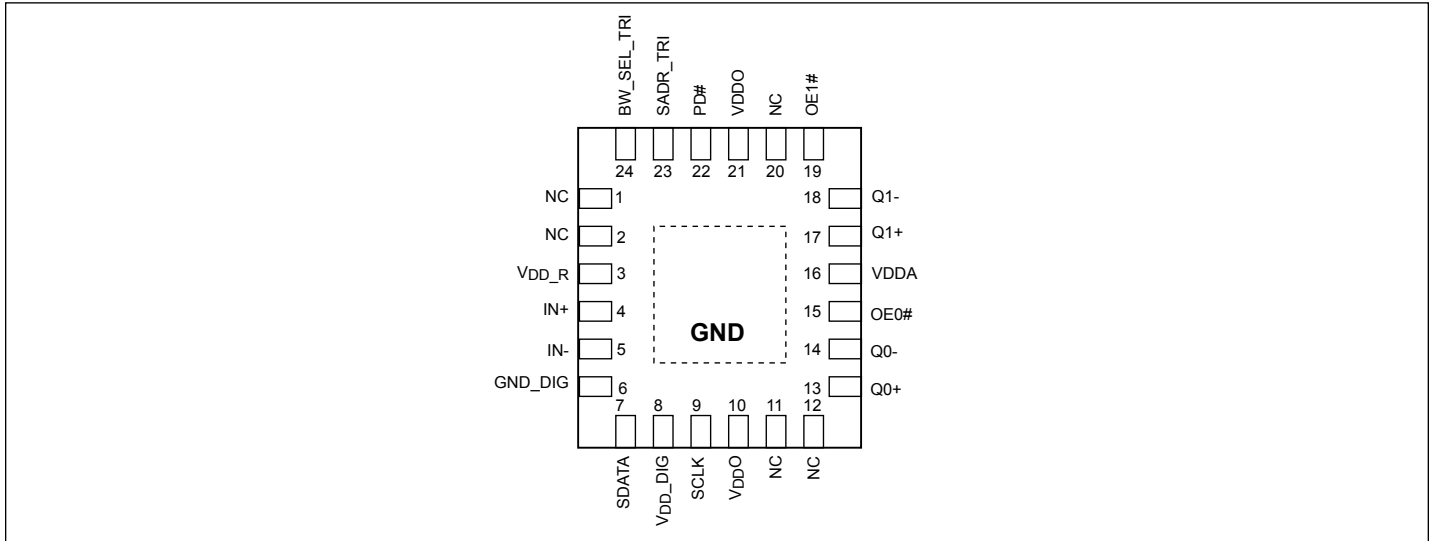 BW_SEL_TRI
SADR_TRI
PD#
VDDO
NC
OE1#
24 23 22 21 20 19
NC 1
NC 2
VDD_R 3
IN+ 4
IN- 5
GND_DIG 6
18 Q1-
17 Q1+
16 VDDA
15 OE0#
14 Q0-
13 Q0+
GND
7 8 9 10 11 12
SDATA
VDD_DIG
SCLK
VDDO
NC
NC